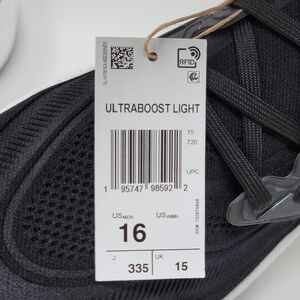 RFID
ULTRABOOST LIGHT
15
720
UPC
1 95747 98592 2
US MEN
US WMN
16
J
335
UK
15